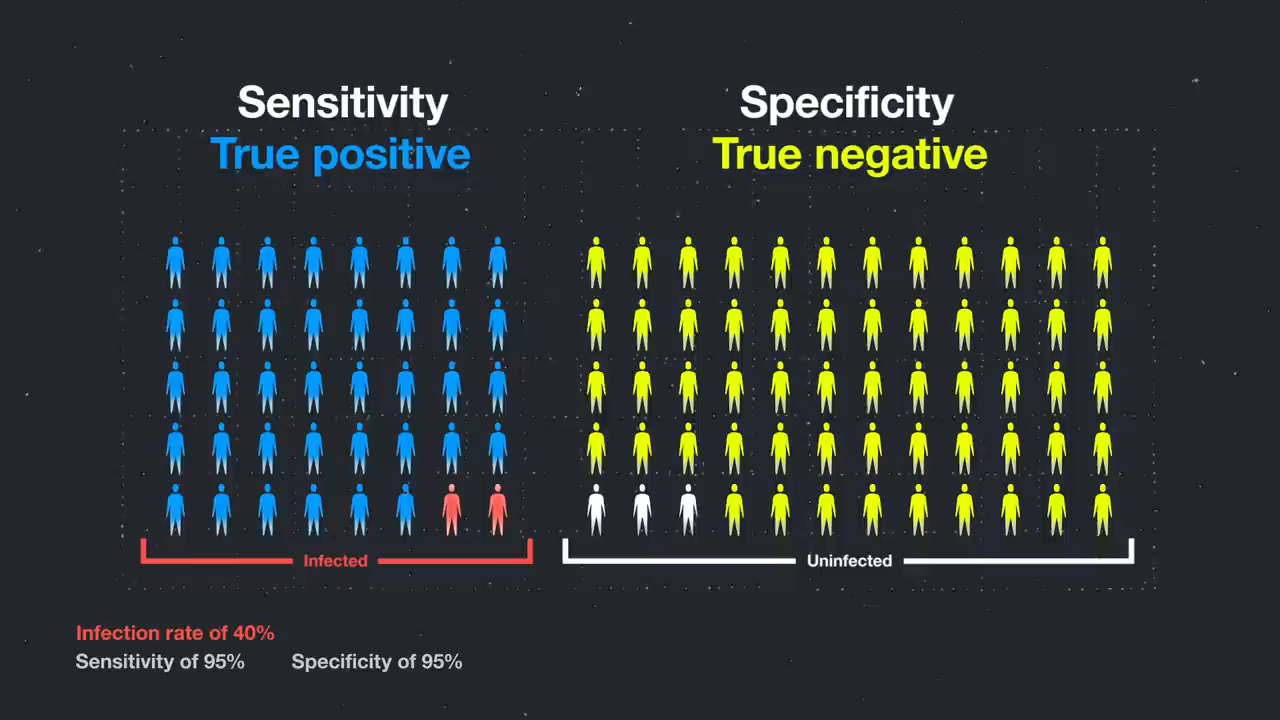 Sensitivity
True positive
Specificity
True negative
Infected
Uninfected
Infection rate of 40%
Sensitivity of 95% Specificity of 95%